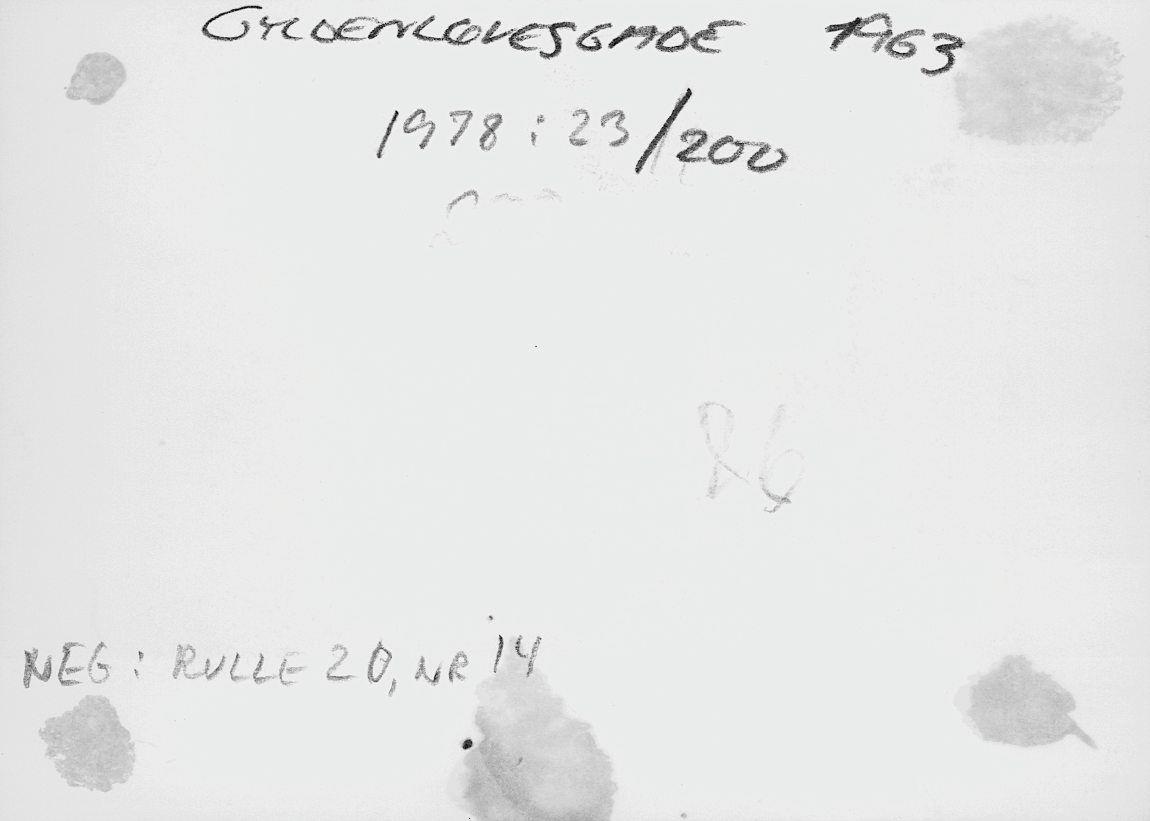 GYLDENLØVESGADE 1963
1978:23/200
86
NEG: RULLE 20, NR 14